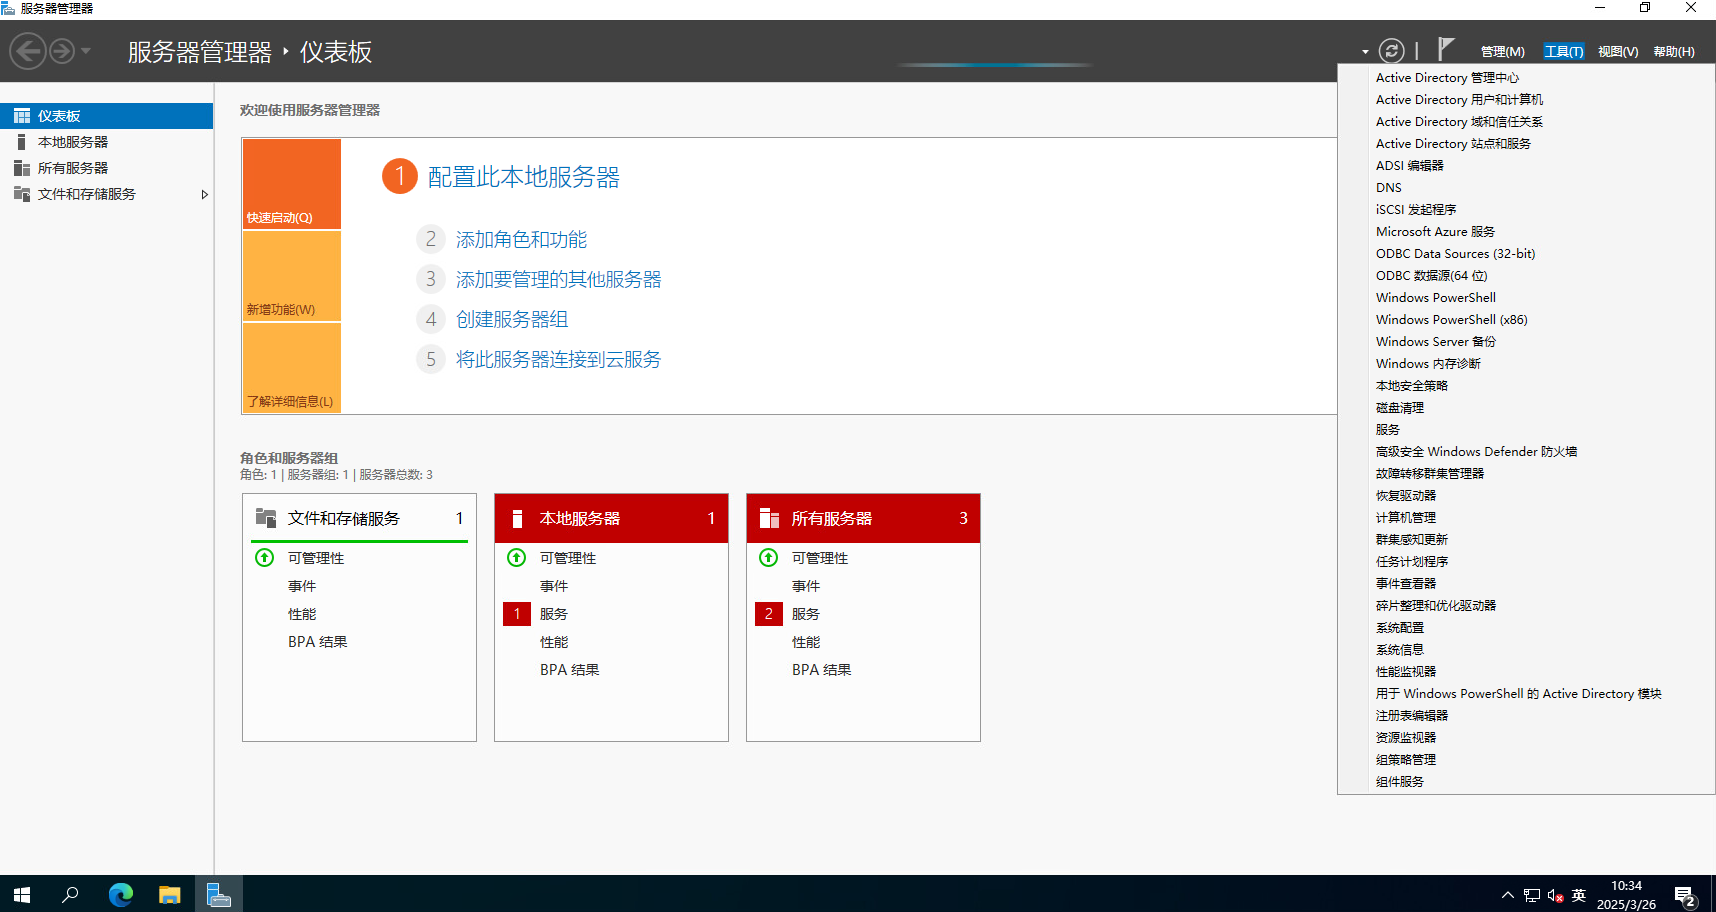 服务器管理器
服务器管理器 · 仪表板
管理(M) 工具(T) 视图(V) 帮助(H)
仪表板
本地服务器
所有服务器
文件和存储服务
欢迎使用服务器管理器
快速启动(Q)
新增功能(W)
了解详细信息(L)
1 配置此本地服务器
2 添加角色和功能
3 添加要管理的其他服务器
4 创建服务器组
5 将此服务器连接到云服务
角色和服务器组
角色: 1 | 服务器组: 1 | 服务器总数: 3
文件和存储服务 1
可管理性
事件
性能
BPA 结果
本地服务器 1
可管理性
事件
1 服务
性能
BPA 结果
所有服务器 3
可管理性
事件
2 服务
性能
BPA 结果
Active Directory 管理中心
Active Directory 用户和计算机
Active Directory 域和信任关系
Active Directory 站点和服务
ADSI 编辑器
DNS
iSCSI 发起程序
Microsoft Azure 服务
ODBC Data Sources (32-bit)
ODBC 数据源(64 位)
Windows PowerShell
Windows PowerShell (x86)
Windows Server 备份
Windows 内存诊断
本地安全策略
磁盘清理
服务
高级安全 Windows Defender 防火墙
故障转移群集管理器
恢复驱动器
计算机管理
群集感知更新
任务计划程序
事件查看器
碎片整理和优化驱动器
系统配置
系统信息
性能监视器
用于 Windows PowerShell 的 Active Directory 模块
注册表编辑器
资源监视器
组策略管理
组件服务
英
10:34
2025/3/26
2